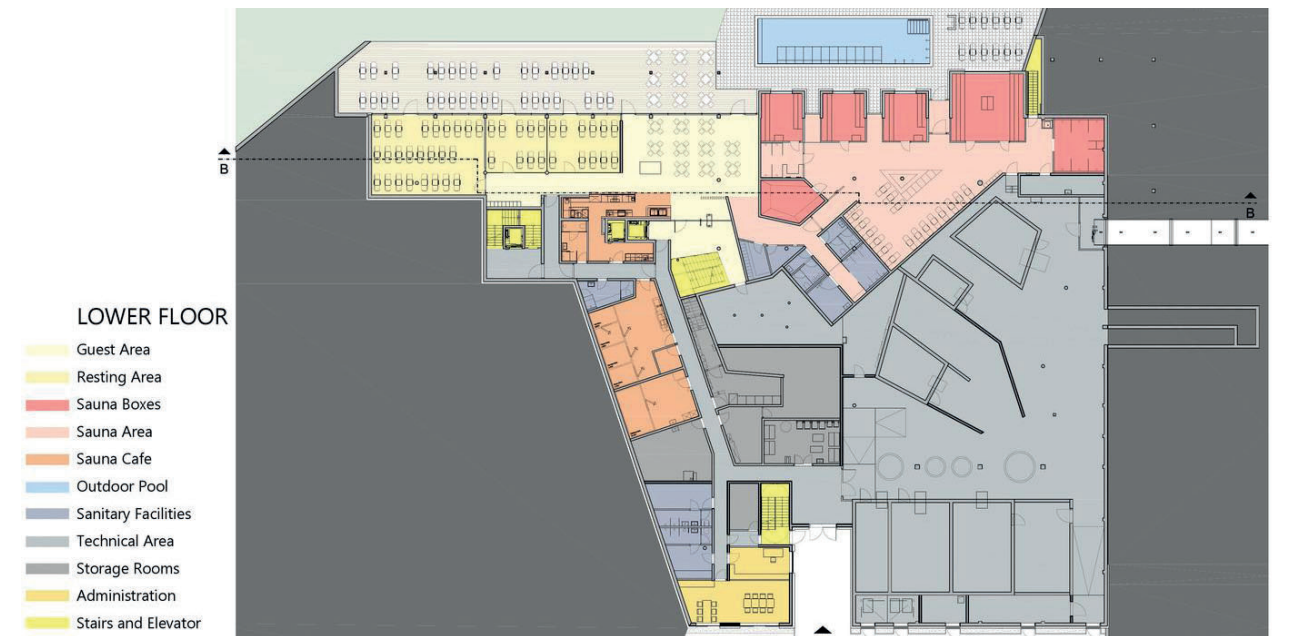 B
B
LOWER FLOOR
Guest Area
Resting Area
Sauna Boxes
Sauna Area
Sauna Cafe
Outdoor Pool
Sanitary Facilities
Technical Area
Storage Rooms
Administration
Stairs and Elevator